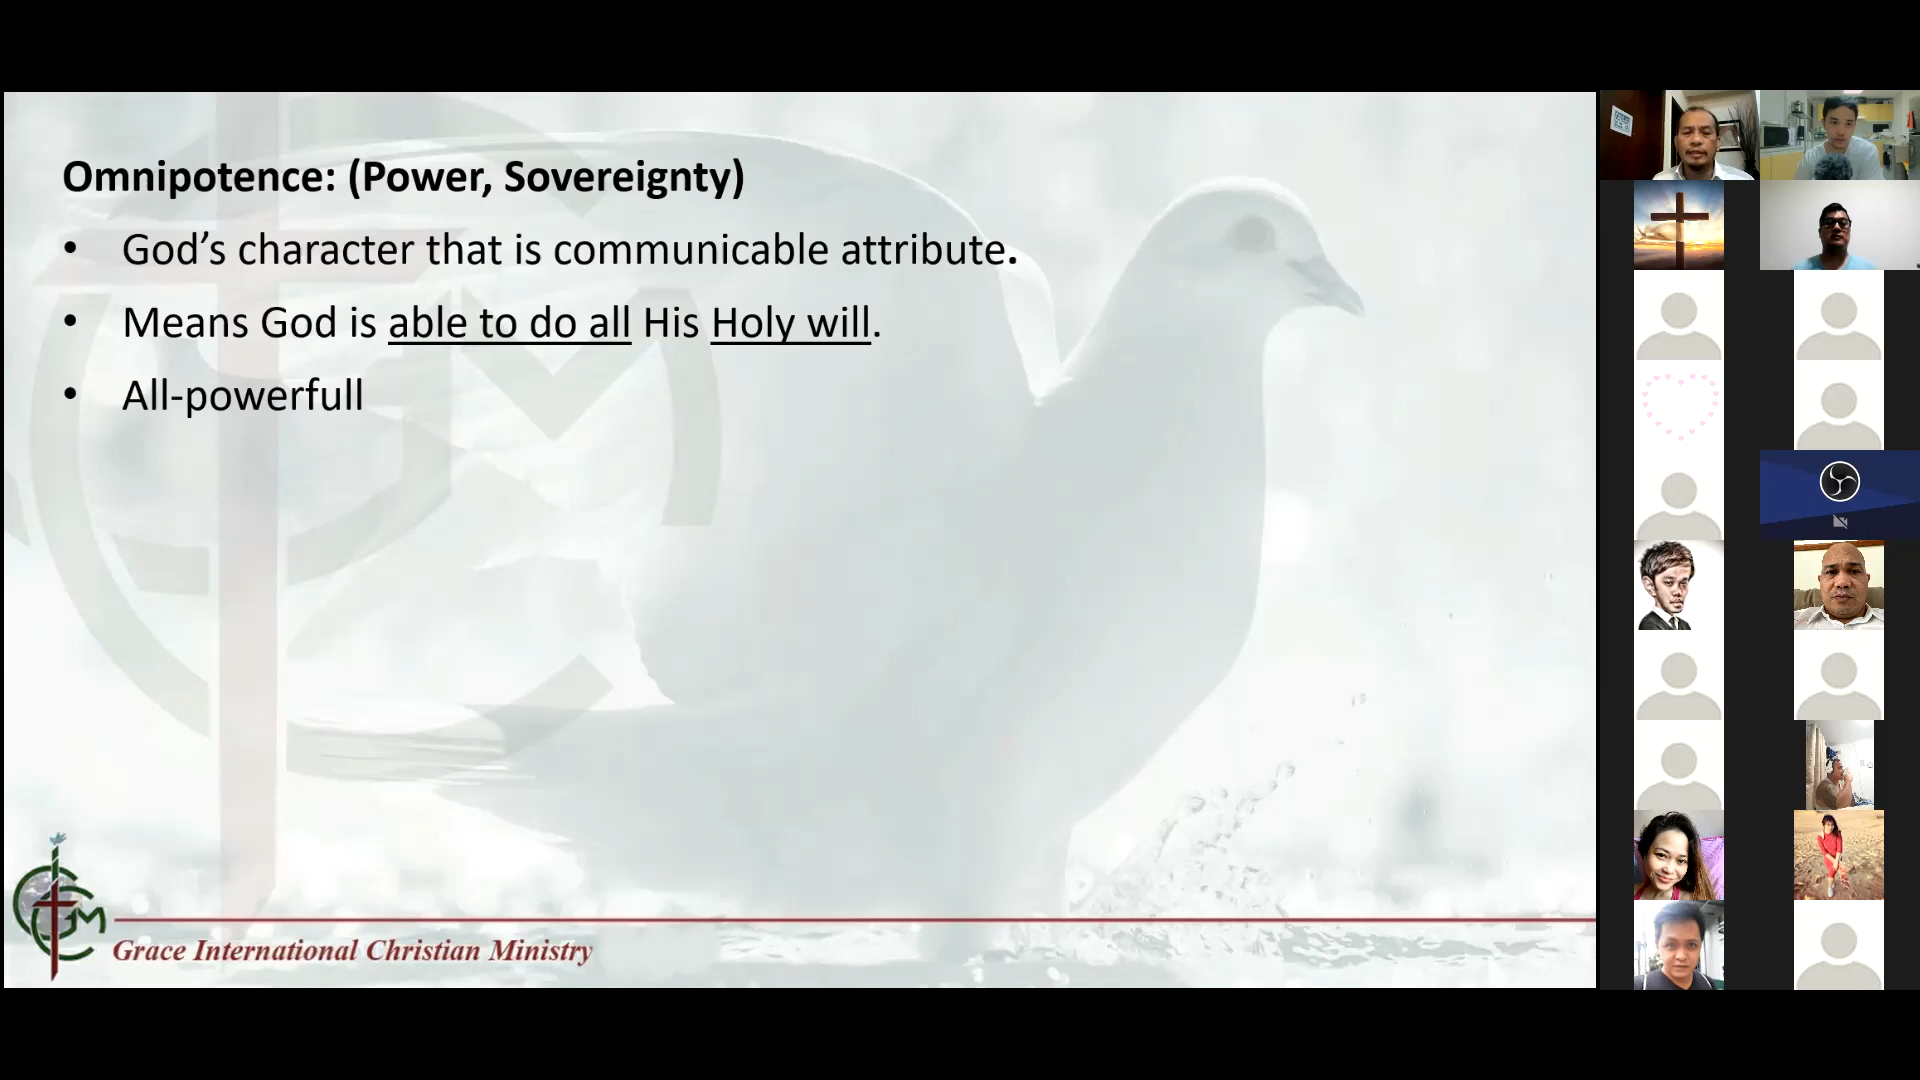 Omnipotence: (Power, Sovereignty)
• God’s character that is communicable attribute.
• Means God is able to do all His Holy will.
• All-powerfull
Grace International Christian Ministry